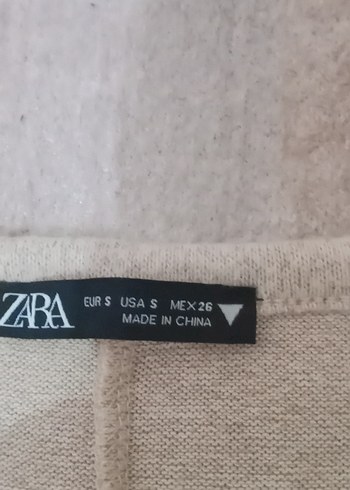 ZARA
EUR S USA S MEX 26
MADE IN CHINA